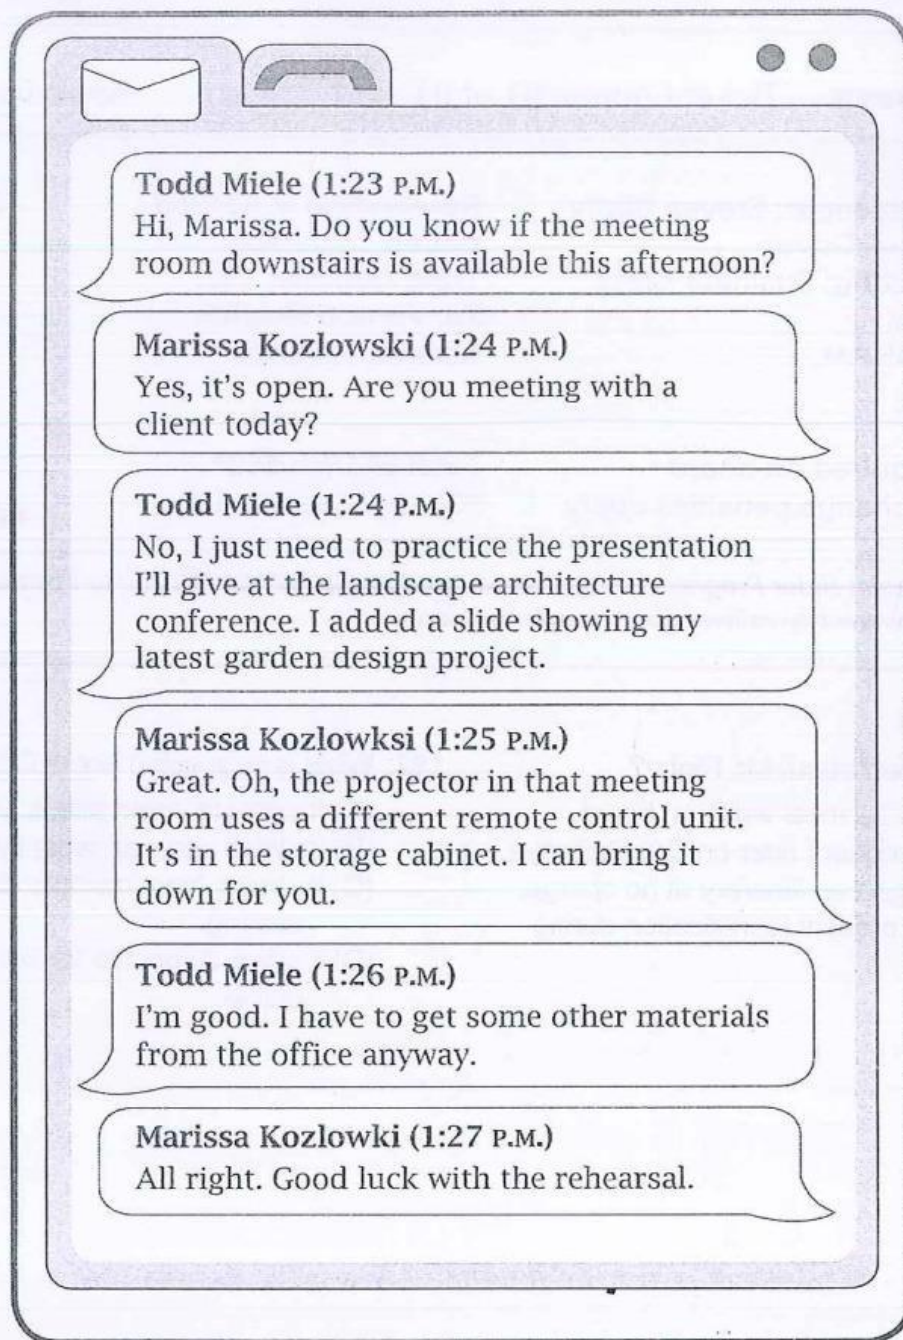 Todd Miele (1:23 P.M.)
Hi, Marissa. Do you know if the meeting
room downstairs is available this afternoon?
Marissa Kozlowski (1:24 P.M.)
Yes, it's open. Are you meeting with a
client today?
Todd Miele (1:24 P.M.)
No, I just need to practice the presentation
I'll give at the landscape architecture
conference. I added a slide showing my
latest garden design project.
Marissa Kozlowksi (1:25 P.M.)
Great. Oh, the projector in that meeting
room uses a different remote control unit.
It's in the storage cabinet. I can bring it
down for you.
Todd Miele (1:26 P.M.)
I'm good. I have to get some other materials
from the office anyway.
Marissa Kozlowki (1:27 P.M.)
All right. Good luck with the rehearsal.